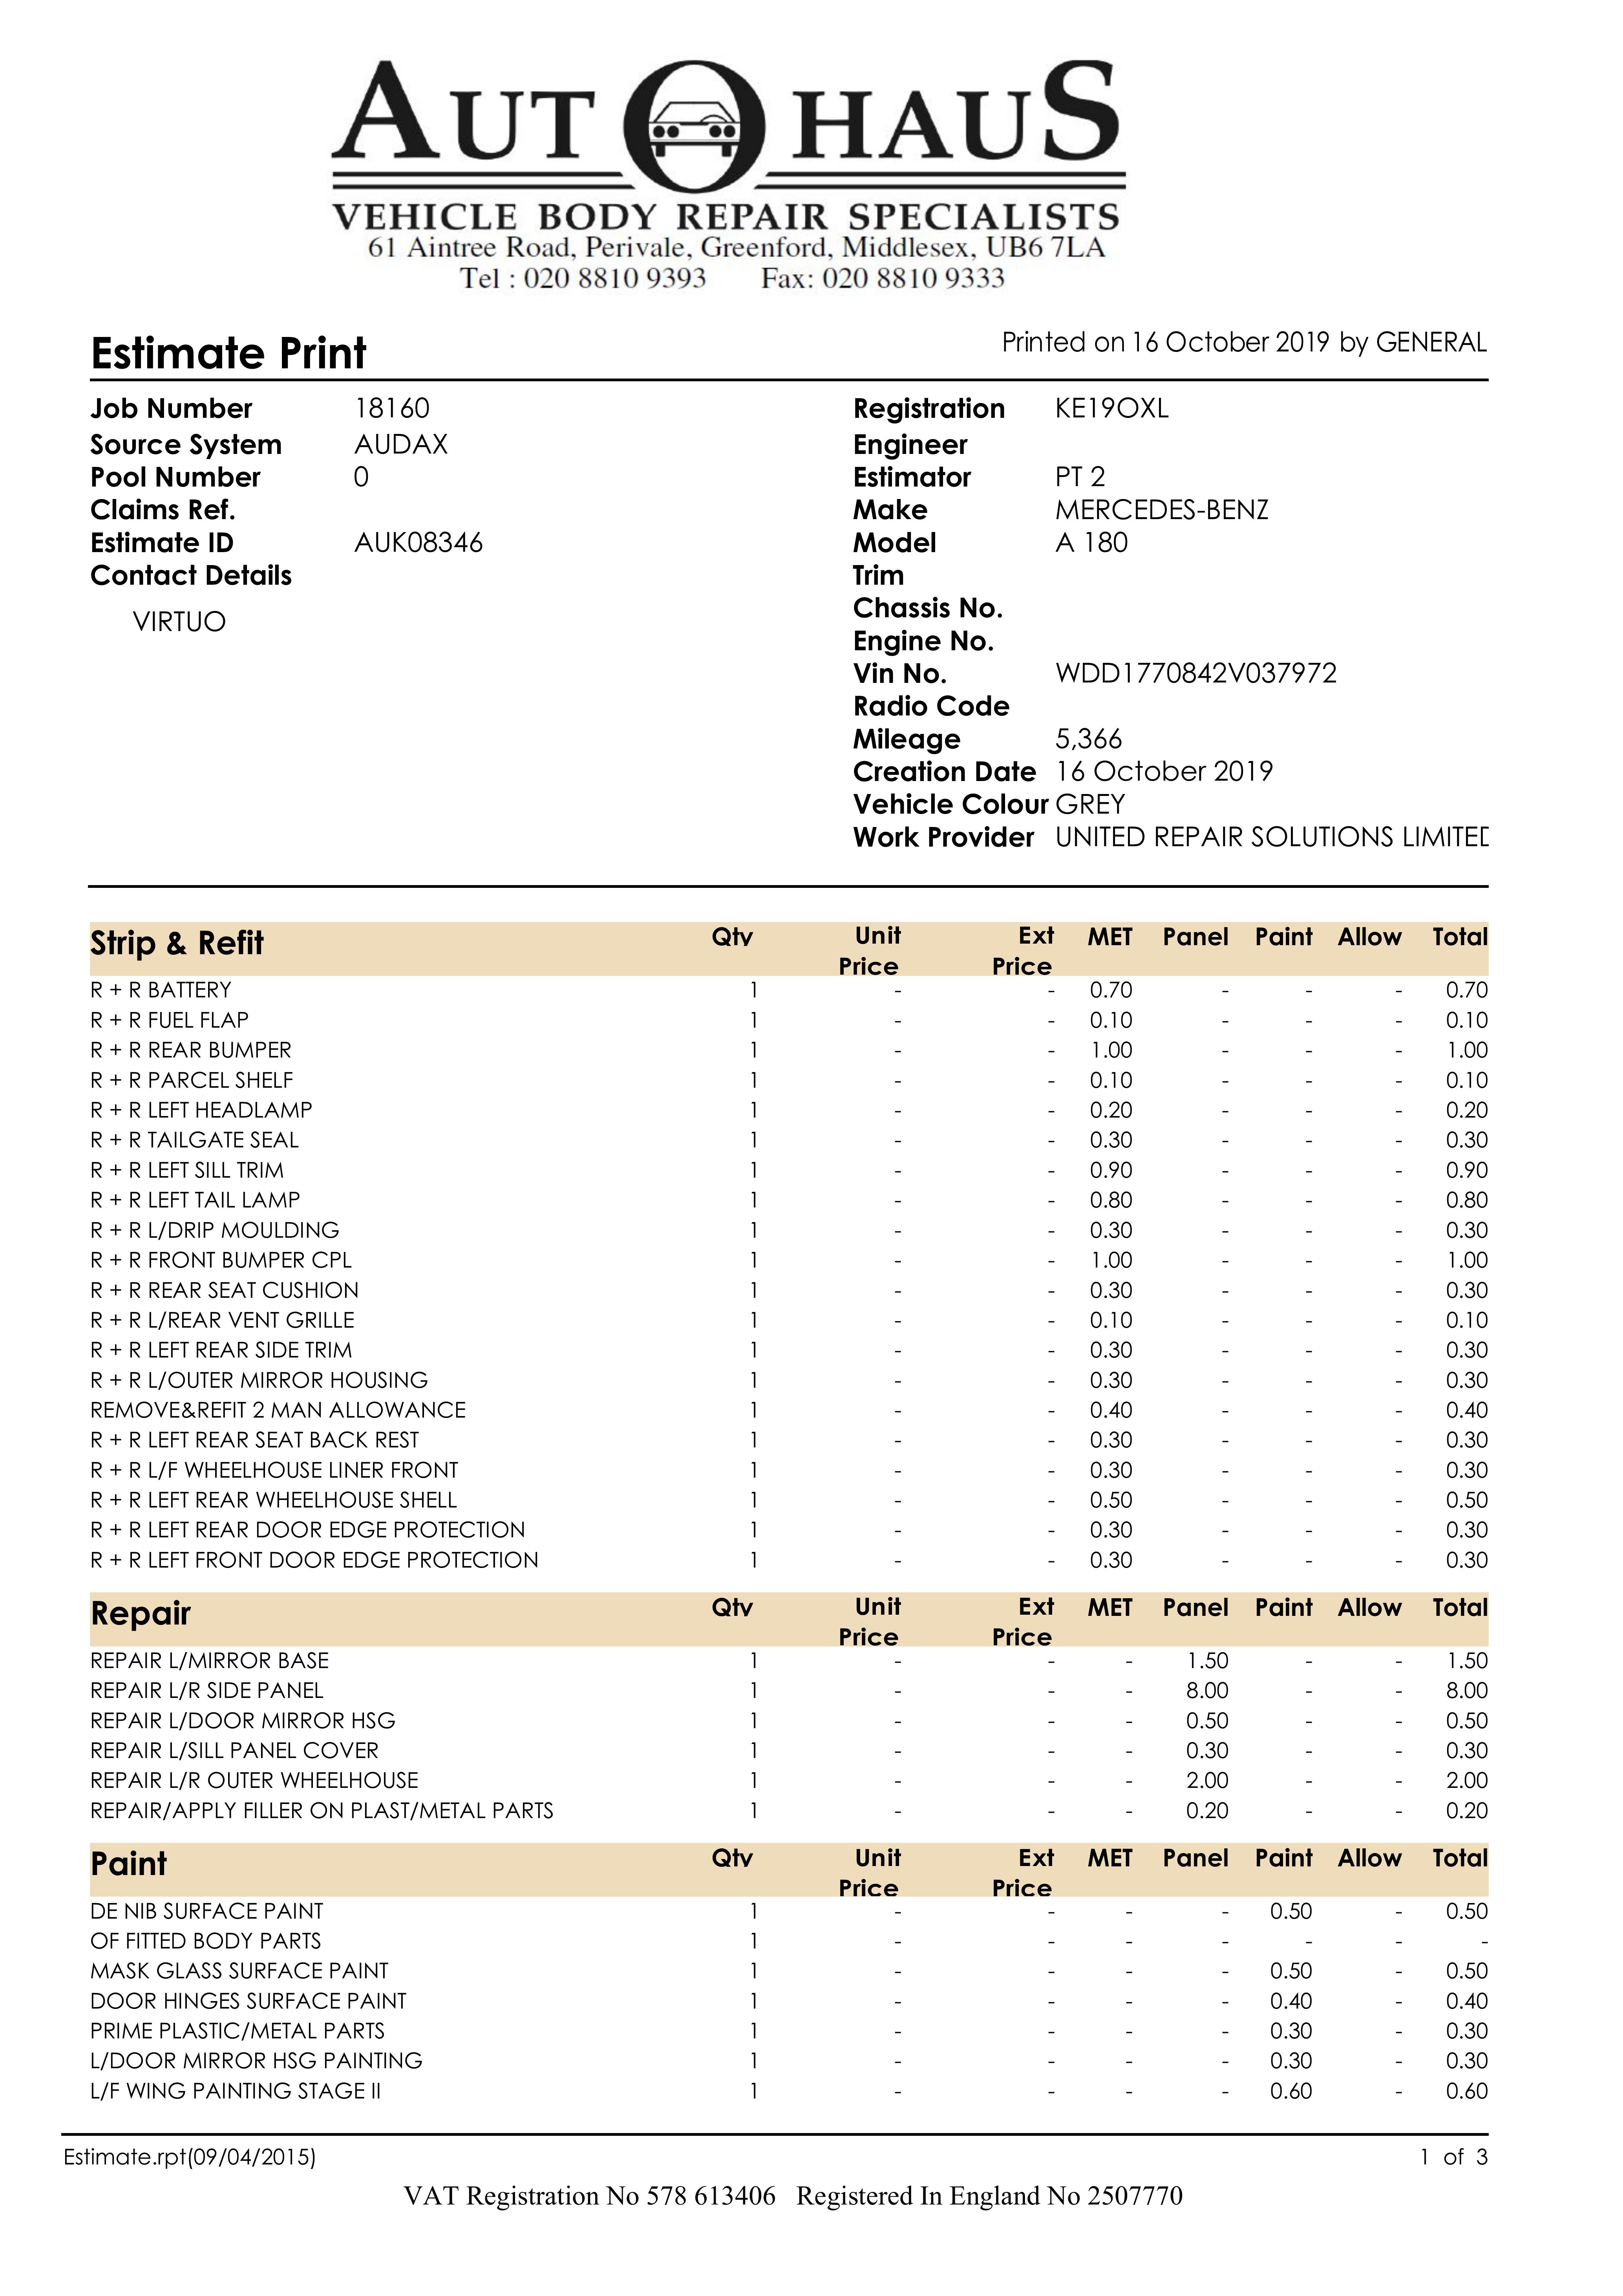 AUTOHAUS
VEHICLE BODY REPAIR SPECIALISTS
61 Aintree Road, Perivale, Greenford, Middlesex, UB6 7LA
Tel : 020 8810 9393 Fax: 020 8810 9333
Estimate Print Printed on 16 October 2019 by GENERAL
Job Number 18160 Registration KE19OXL
Source System AUDAX Engineer
Pool Number 0 Estimator PT 2
Claims Ref. Make MERCEDES-BENZ
Estimate ID AUK08346 Model A 180
Contact Details Trim
VIRTUO Chassis No.
Engine No.
Vin No. WDD1770842V037972
Radio Code
Mileage 5,366
Creation Date 16 October 2019
Vehicle Colour GREY
Work Provider UNITED REPAIR SOLUTIONS LIMITED
Strip & Refit Qty Unit Price Ext Price MET Panel Paint Allow Total
R + R BATTERY 1 - - 0.70 - - - 0.70
R + R FUEL FLAP 1 - - 0.10 - - - 0.10
R + R REAR BUMPER 1 - - 1.00 - - - 1.00
R + R PARCEL SHELF 1 - - 0.10 - - - 0.10
R + R LEFT HEADLAMP 1 - - 0.20 - - - 0.20
R + R TAILGATE SEAL 1 - - 0.30 - - - 0.30
R + R LEFT SILL TRIM 1 - - 0.90 - - - 0.90
R + R LEFT TAIL LAMP 1 - - 0.80 - - - 0.80
R + R L/DRIP MOULDING 1 - - 0.30 - - - 0.30
R + R FRONT BUMPER CPL 1 - - 1.00 - - - 1.00
R + R REAR SEAT CUSHION 1 - - 0.30 - - - 0.30
R + R L/REAR VENT GRILLE 1 - - 0.10 - - - 0.10
R + R LEFT REAR SIDE TRIM 1 - - 0.30 - - - 0.30
R + R L/OUTER MIRROR HOUSING 1 - - 0.30 - - - 0.30
REMOVE&REFIT 2 MAN ALLOWANCE 1 - - 0.40 - - - 0.40
R + R LEFT REAR SEAT BACK REST 1 - - 0.30 - - - 0.30
R + R L/F WHEELHOUSE LINER FRONT 1 - - 0.30 - - - 0.30
R + R LEFT REAR WHEELHOUSE SHELL 1 - - 0.50 - - - 0.50
R + R LEFT REAR DOOR EDGE PROTECTION 1 - - 0.30 - - - 0.30
R + R LEFT FRONT DOOR EDGE PROTECTION 1 - - 0.30 - - - 0.30
Repair Qty Unit Price Ext Price MET Panel Paint Allow Total
REPAIR L/MIRROR BASE 1 - - - 1.50 - - 1.50
REPAIR L/R SIDE PANEL 1 - - - 8.00 - - 8.00
REPAIR L/DOOR MIRROR HSG 1 - - - 0.50 - - 0.50
REPAIR L/SILL PANEL COVER 1 - - - 0.30 - - 0.30
REPAIR L/R OUTER WHEELHOUSE 1 - - - 2.00 - - 2.00
REPAIR/APPLY FILLER ON PLAST/METAL PARTS 1 - - - 0.20 - - 0.20
Paint Qty Unit Price Ext Price MET Panel Paint Allow Total
DE NIB SURFACE PAINT 1 - - - - 0.50 - 0.50
OF FITTED BODY PARTS 1 - - - - - - -
MASK GLASS SURFACE PAINT 1 - - - - 0.50 - 0.50
DOOR HINGES SURFACE PAINT 1 - - - - 0.40 - 0.40
PRIME PLASTIC/METAL PARTS 1 - - - - 0.30 - 0.30
L/DOOR MIRROR HSG PAINTING 1 - - - - 0.30 - 0.30
L/F WING PAINTING STAGE II 1 - - - - 0.60 - 0.60
Estimate.rpt(09/04/2015) 1 of 3
VAT Registration No 578 613406 Registered In England No 2507770